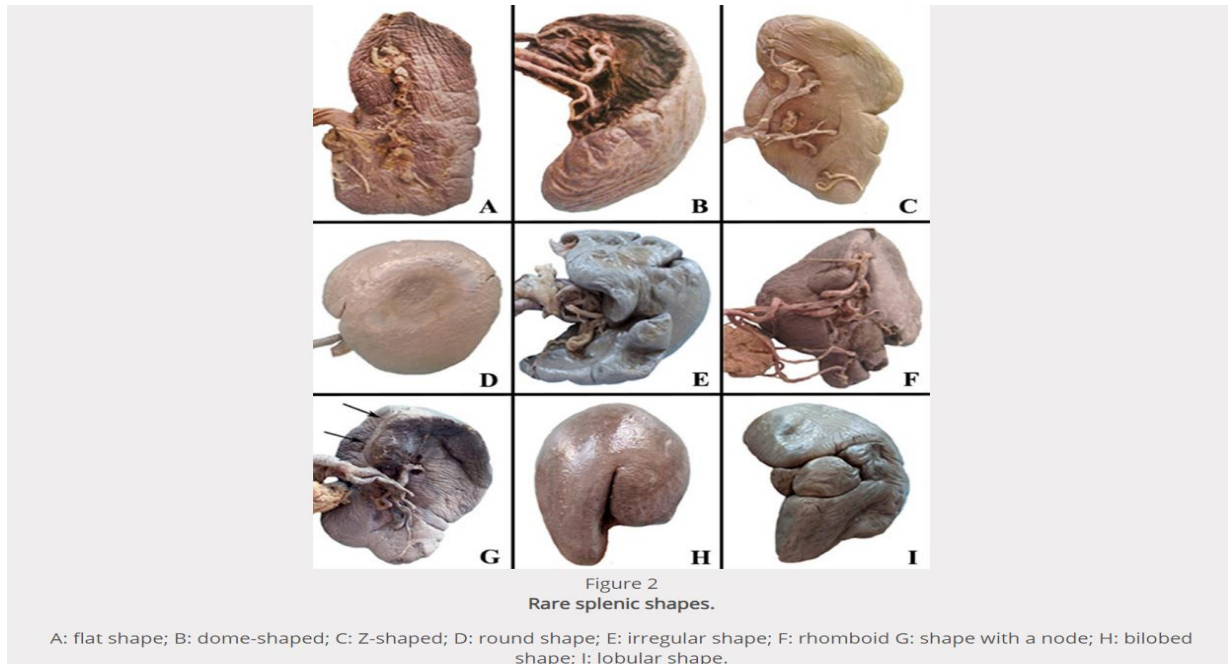 A
B
C
D
E
F
G
H
I
Figure 2
Rare splenic shapes.
A: flat shape; B: dome-shaped; C: Z-shaped; D: round shape; E: irregular shape; F: rhomboid G: shape with a node; H: bilobed
shape; I: lobular shape.